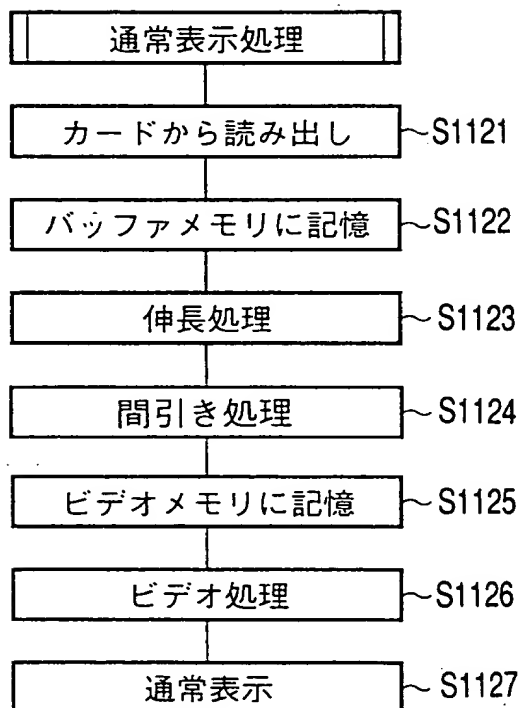 通常表示処理
カードから読み出し ～S1121
バッファメモリに記憶 ～S1122
伸長処理 ～S1123
間引き処理 ～S1124
ビデオメモリに記憶 ～S1125
ビデオ処理 ～S1126
通常表示 ～S1127